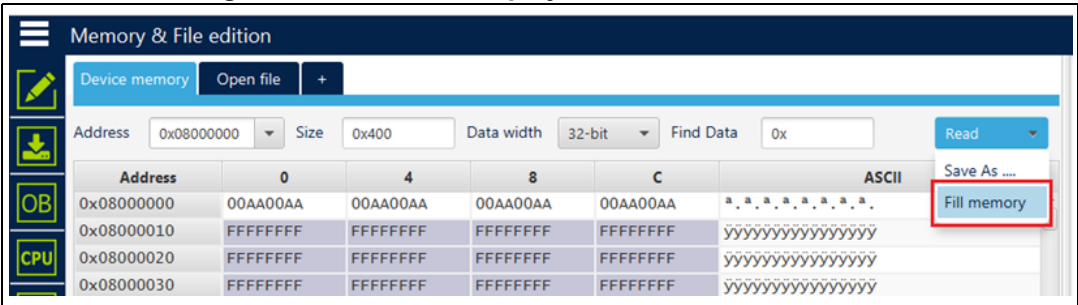 Memory & File edition
Device memory Open file +
Address 0x08000000 Size 0x400 Data width 32-bit Find Data 0x Read
Save As ....
Fill memory
Address 0 4 8 C ASCII
0x08000000 00AA00AA 00AA00AA 00AA00AA 00AA00AA ª.ª.ª.ª.ª.ª.ª.ª.
0x08000010 FFFFFFFF FFFFFFFF FFFFFFFF FFFFFFFF ÿÿÿÿÿÿÿÿÿÿÿÿÿÿÿÿ
0x08000020 FFFFFFFF FFFFFFFF FFFFFFFF FFFFFFFF ÿÿÿÿÿÿÿÿÿÿÿÿÿÿÿÿ
0x08000030 FFFFFFFF FFFFFFFF FFFFFFFF FFFFFFFF ÿÿÿÿÿÿÿÿÿÿÿÿÿÿÿÿ
OB
CPU